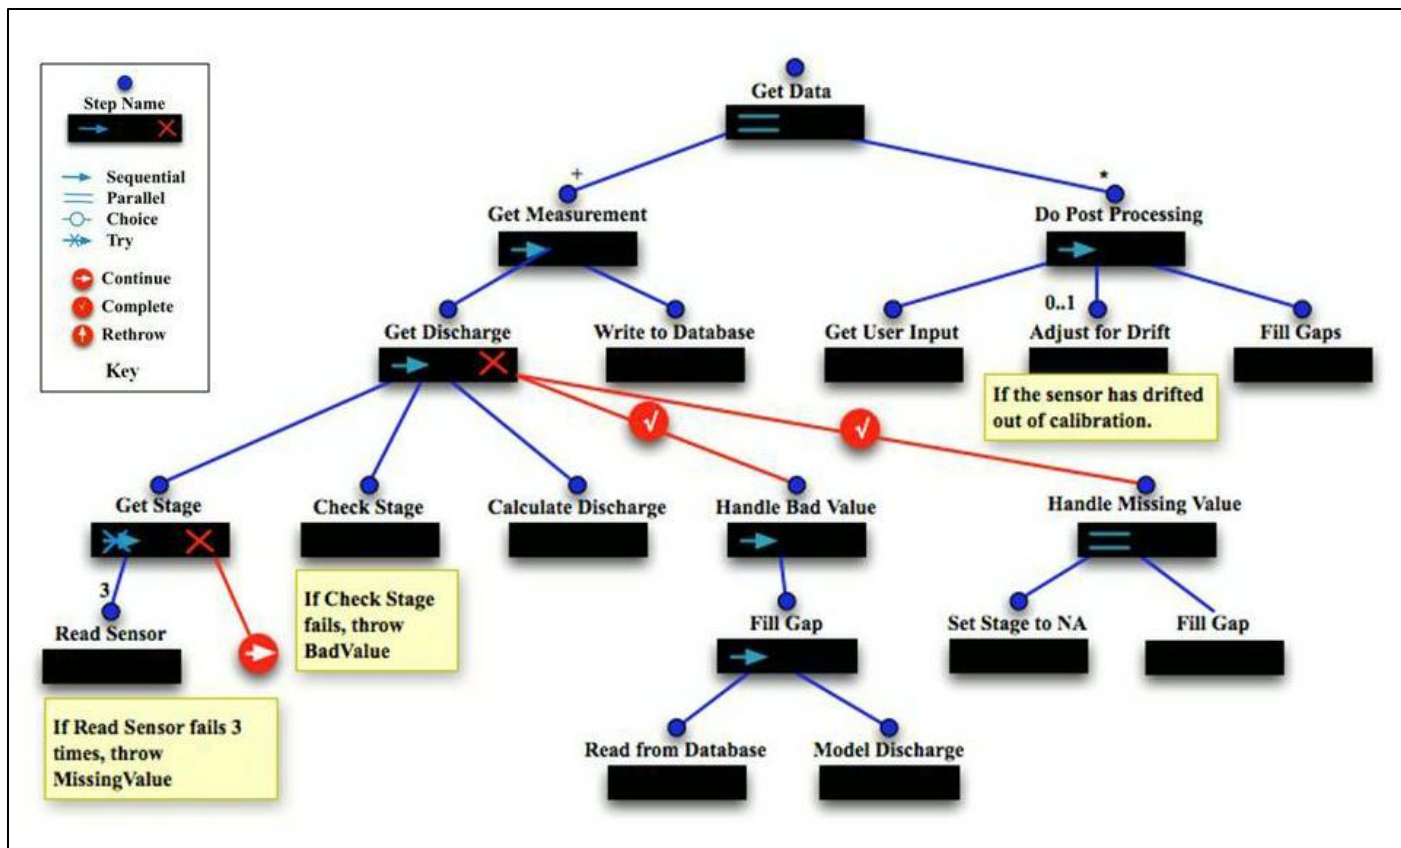 Step Name
Sequential
Parallel
Choice
Try
Continue
Complete
Rethrow
Key
Get Data
+
*
Get Measurement
Do Post Processing
Get Discharge
Write to Database
0..1
Get User Input
Adjust for Drift
Fill Gaps
If the sensor has drifted
out of calibration.
Get Stage
Check Stage
Calculate Discharge
Handle Bad Value
Handle Missing Value
3
Read Sensor
If Check Stage
fails, throw
BadValue
Fill Gap
Set Stage to NA
Fill Gap
If Read Sensor fails 3
times, throw
MissingValue
Read from Database
Model Discharge